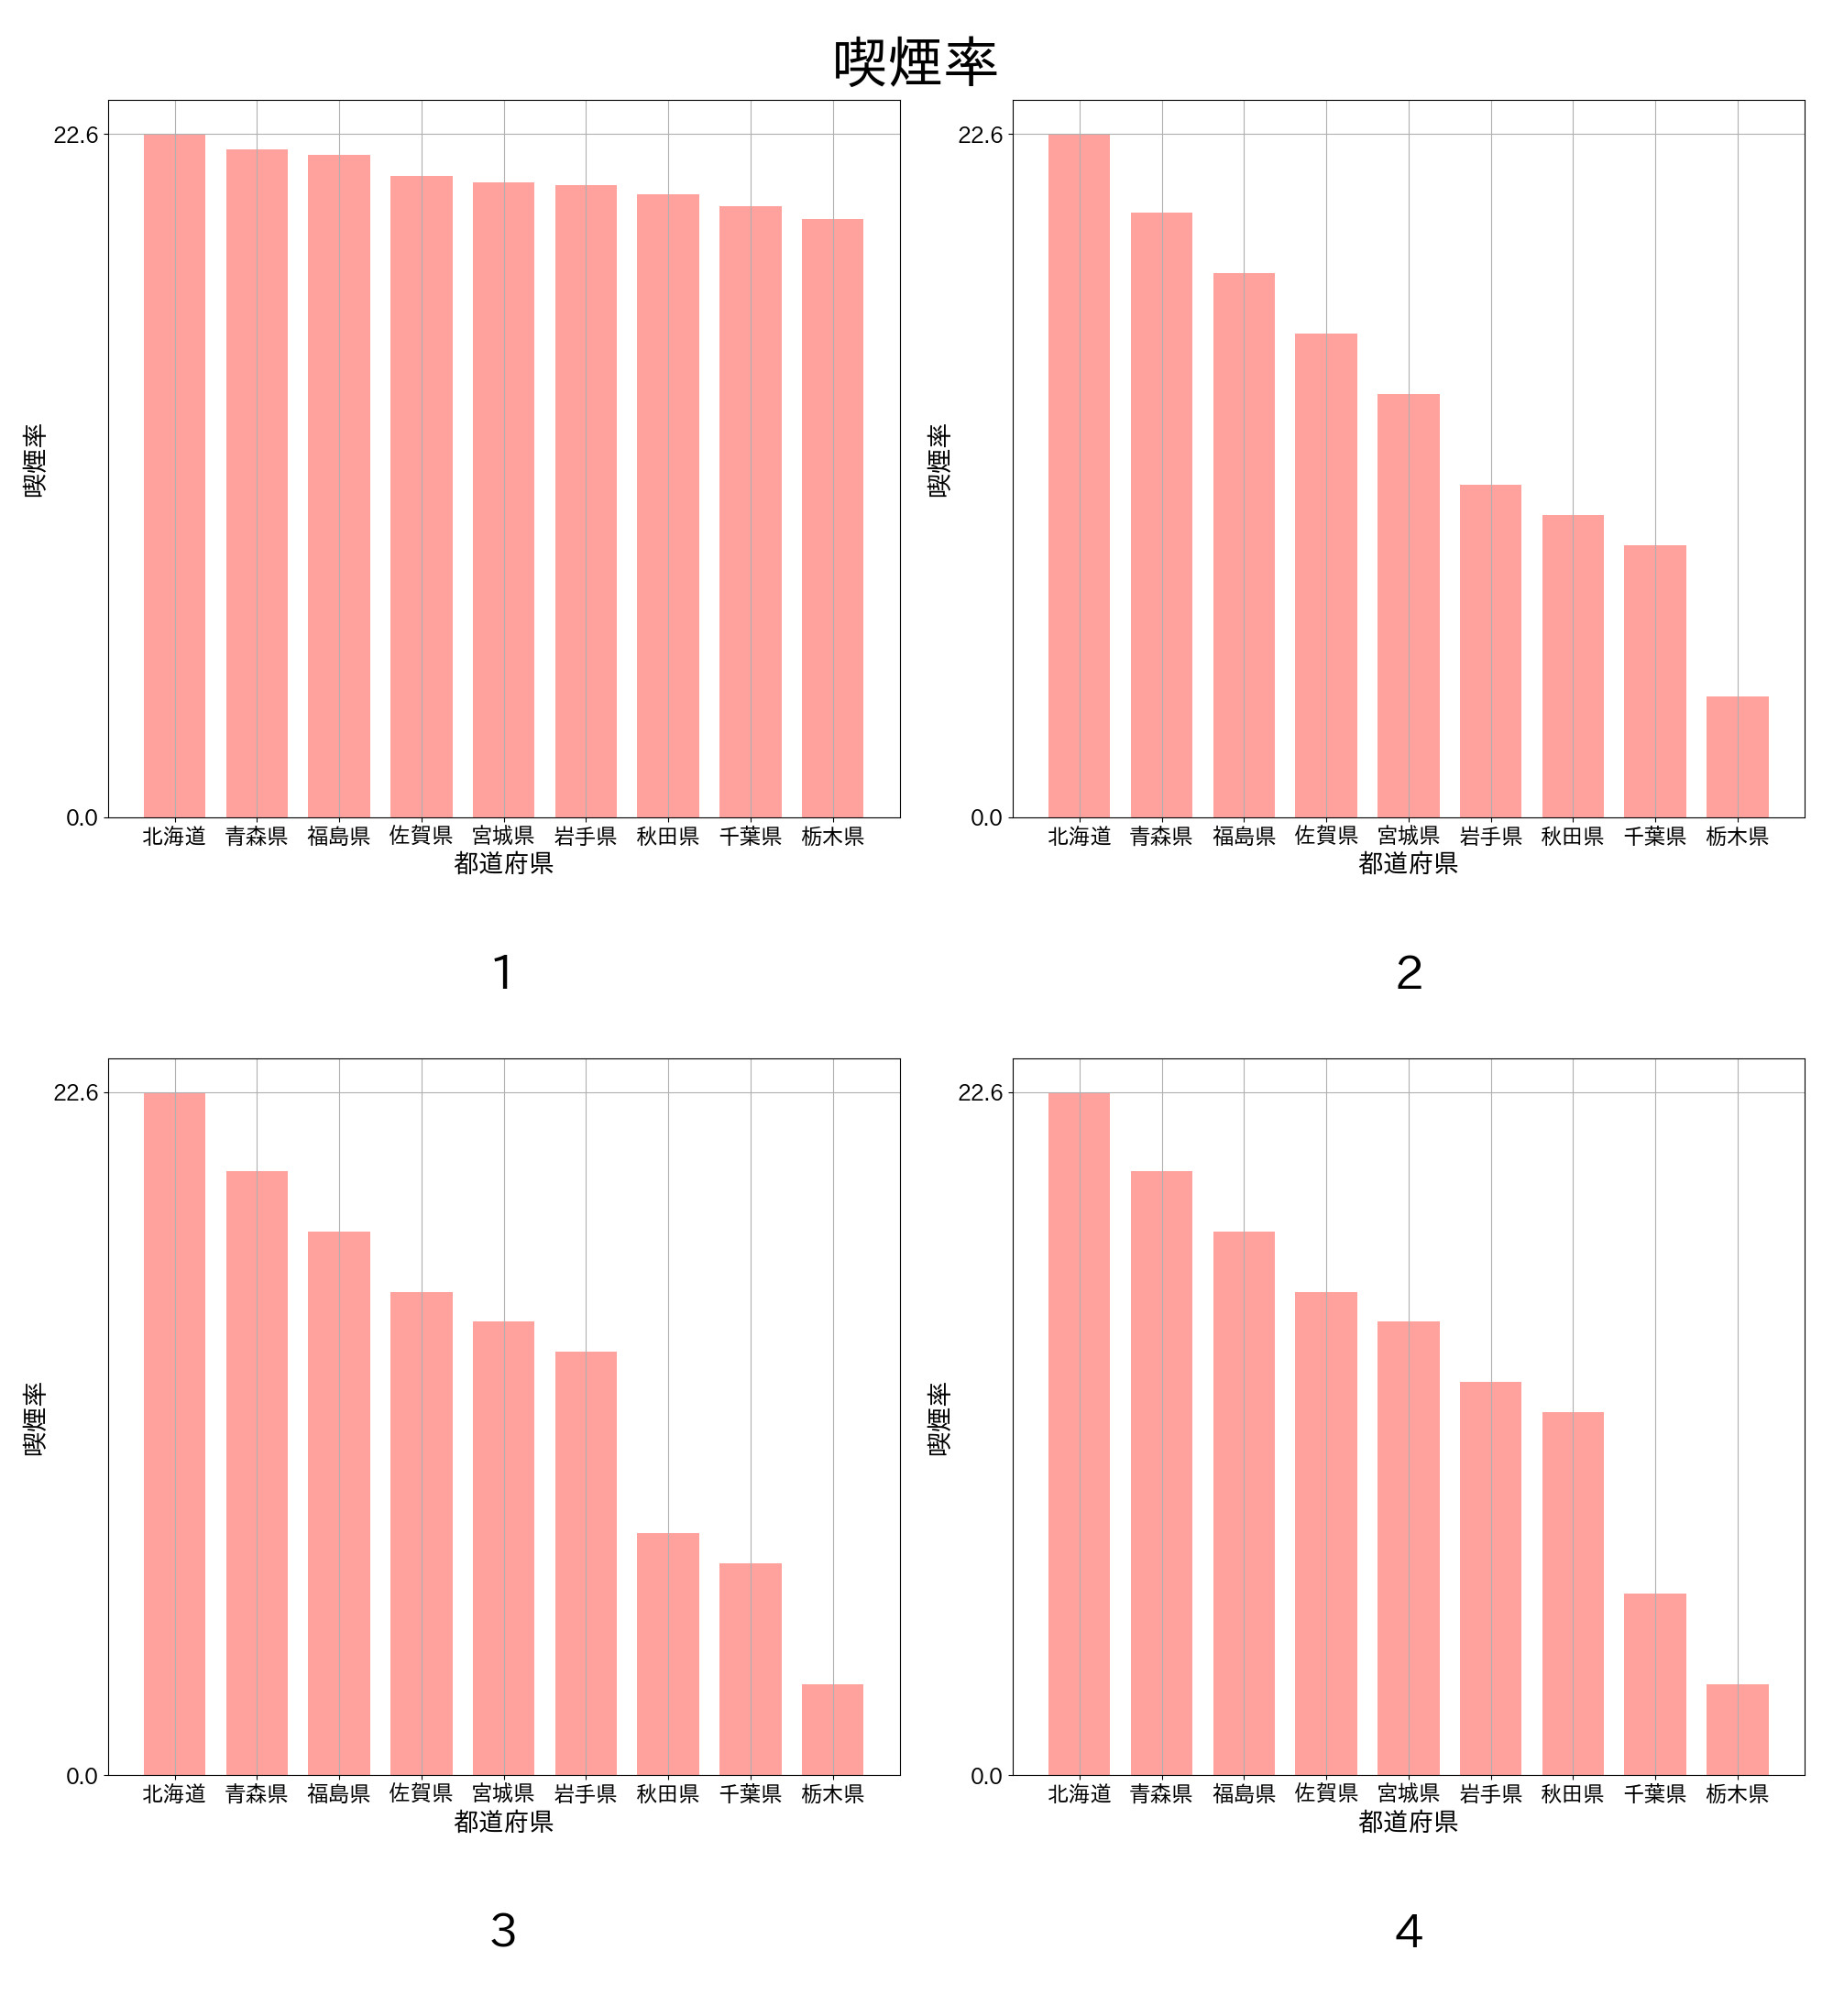 喫煙率
22.6
喫煙率
0.0
北海道 青森県 福島県 佐賀県 宮城県 岩手県 秋田県 千葉県 栃木県
都道府県
1
22.6
喫煙率
0.0
北海道 青森県 福島県 佐賀県 宮城県 岩手県 秋田県 千葉県 栃木県
都道府県
2
22.6
喫煙率
0.0
北海道 青森県 福島県 佐賀県 宮城県 岩手県 秋田県 千葉県 栃木県
都道府県
3
22.6
喫煙率
0.0
北海道 青森県 福島県 佐賀県 宮城県 岩手県 秋田県 千葉県 栃木県
都道府県
4